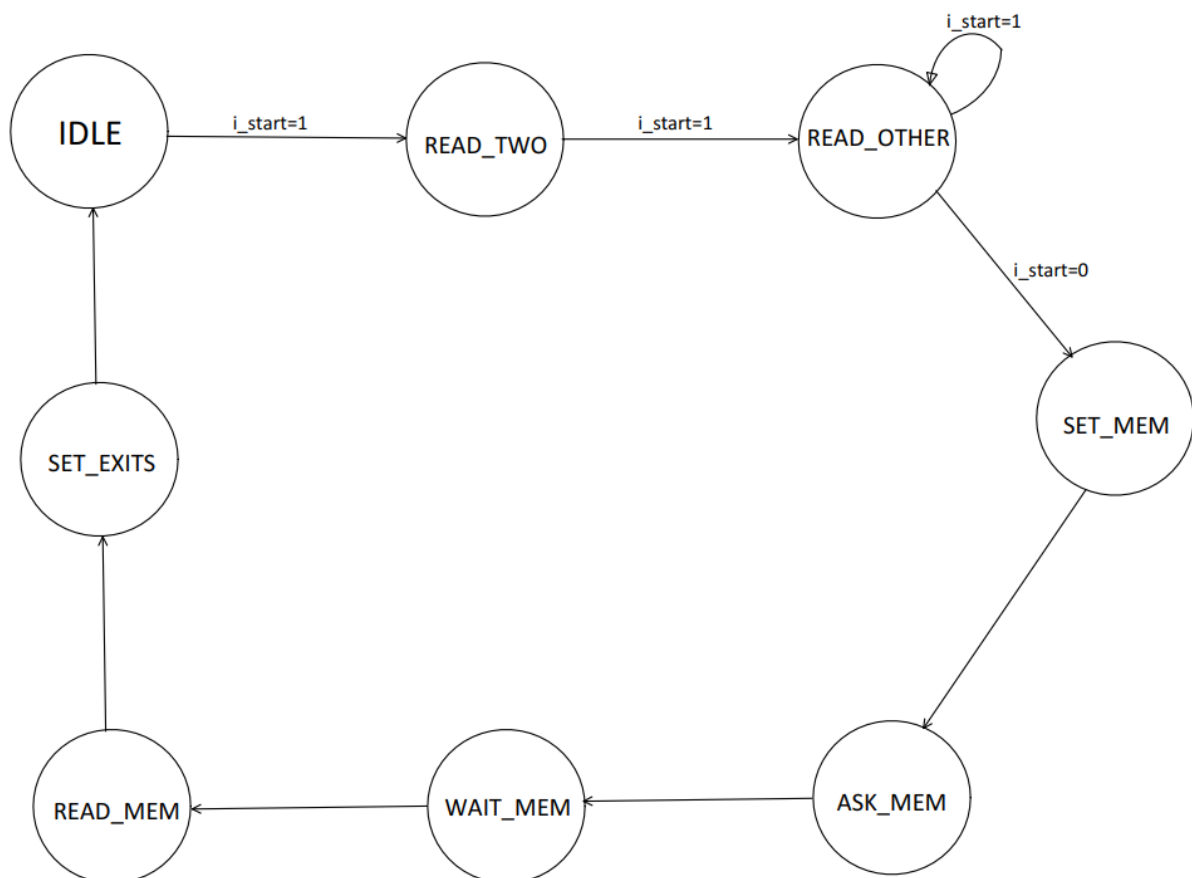 i_start=1
IDLE
i_start=1
READ_TWO
i_start=1
READ_OTHER
i_start=0
SET_MEM
SET_EXITS
READ_MEM
WAIT_MEM
ASK_MEM